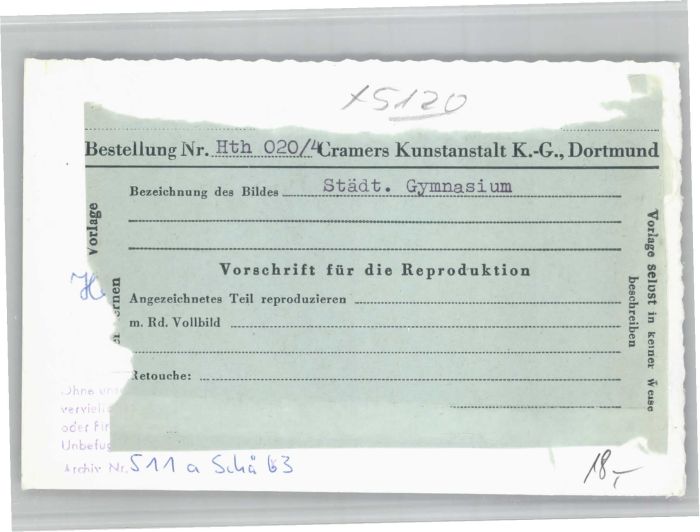 x5120
Bestellung Nr. Hth 020/4 Cramers Kunstanstalt K.-G., Dortmund
Bezeichnung des Bildes Städt. Gymnasium
Vorlage
Vorschrift für die Reproduktion
Angezeichnetes Teil reproduzieren
m. Rd. Vollbild
Retouche:
Vorlage selbst in keiner Weise
beschreiben
Ohne
oder
Unbefug
Archiv Nr. 511 a Schä 63
18,-